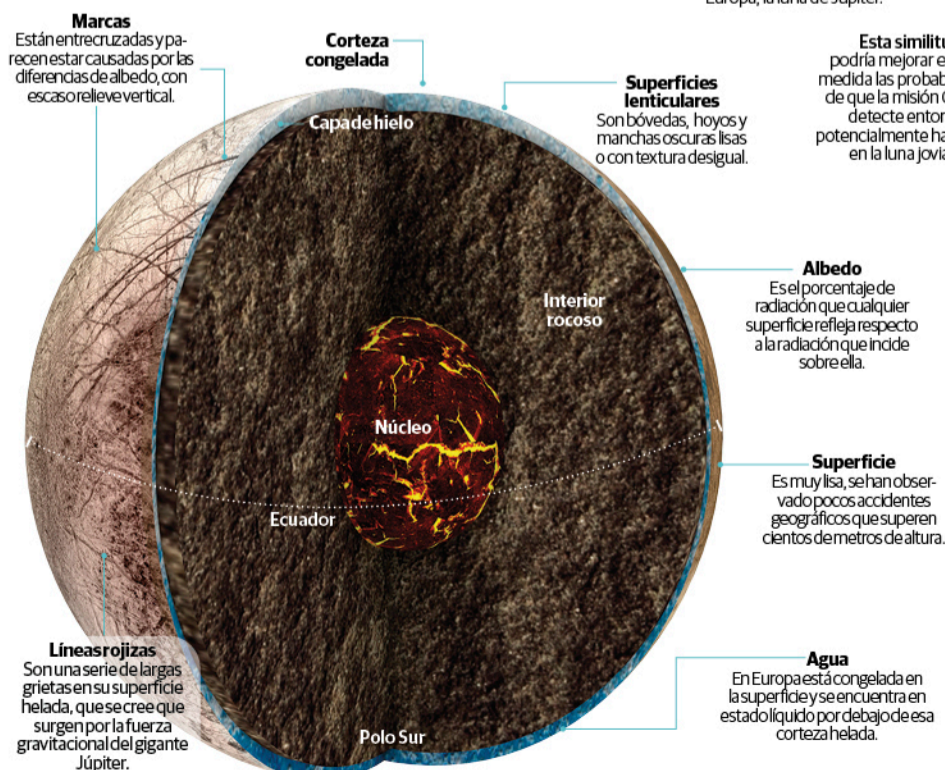 Europa, la luna de Júpiter.
Marcas
Están entrecruzadas y pa-
recen estar causadas por las
diferencias de albedo, con
escaso relieve vertical.
Corteza
congelada
Capa de hielo
Superficies
lenticulares
Son bóvedas, hoyos y
manchas oscuras lisas
o con textura desigual.
Esta
podría mejorar
medida las
de que la misión
detecte
potencialmente
en la luna
Albedo
Es el porcentaje de
radiación que cualquier
superficie refleja respecto
a la radiación que incide
sobre ella.
Interior
rocoso
Núcleo
Ecuador
Superficie
Es muy lisa, se han obser-
vado pocos accidentes
geográficos que superen
cientos de metros de altura.
Líneas rojizas
Son una serie de largas
grietas en su superficie
helada, que se cree que
surgen por la fuerza
gravitacional del gigante
Júpiter.
Polo Sur
Agua
En Europa está congelada en
la superficie y se encuentra en
estado líquido por debajo de esa
corteza helada.